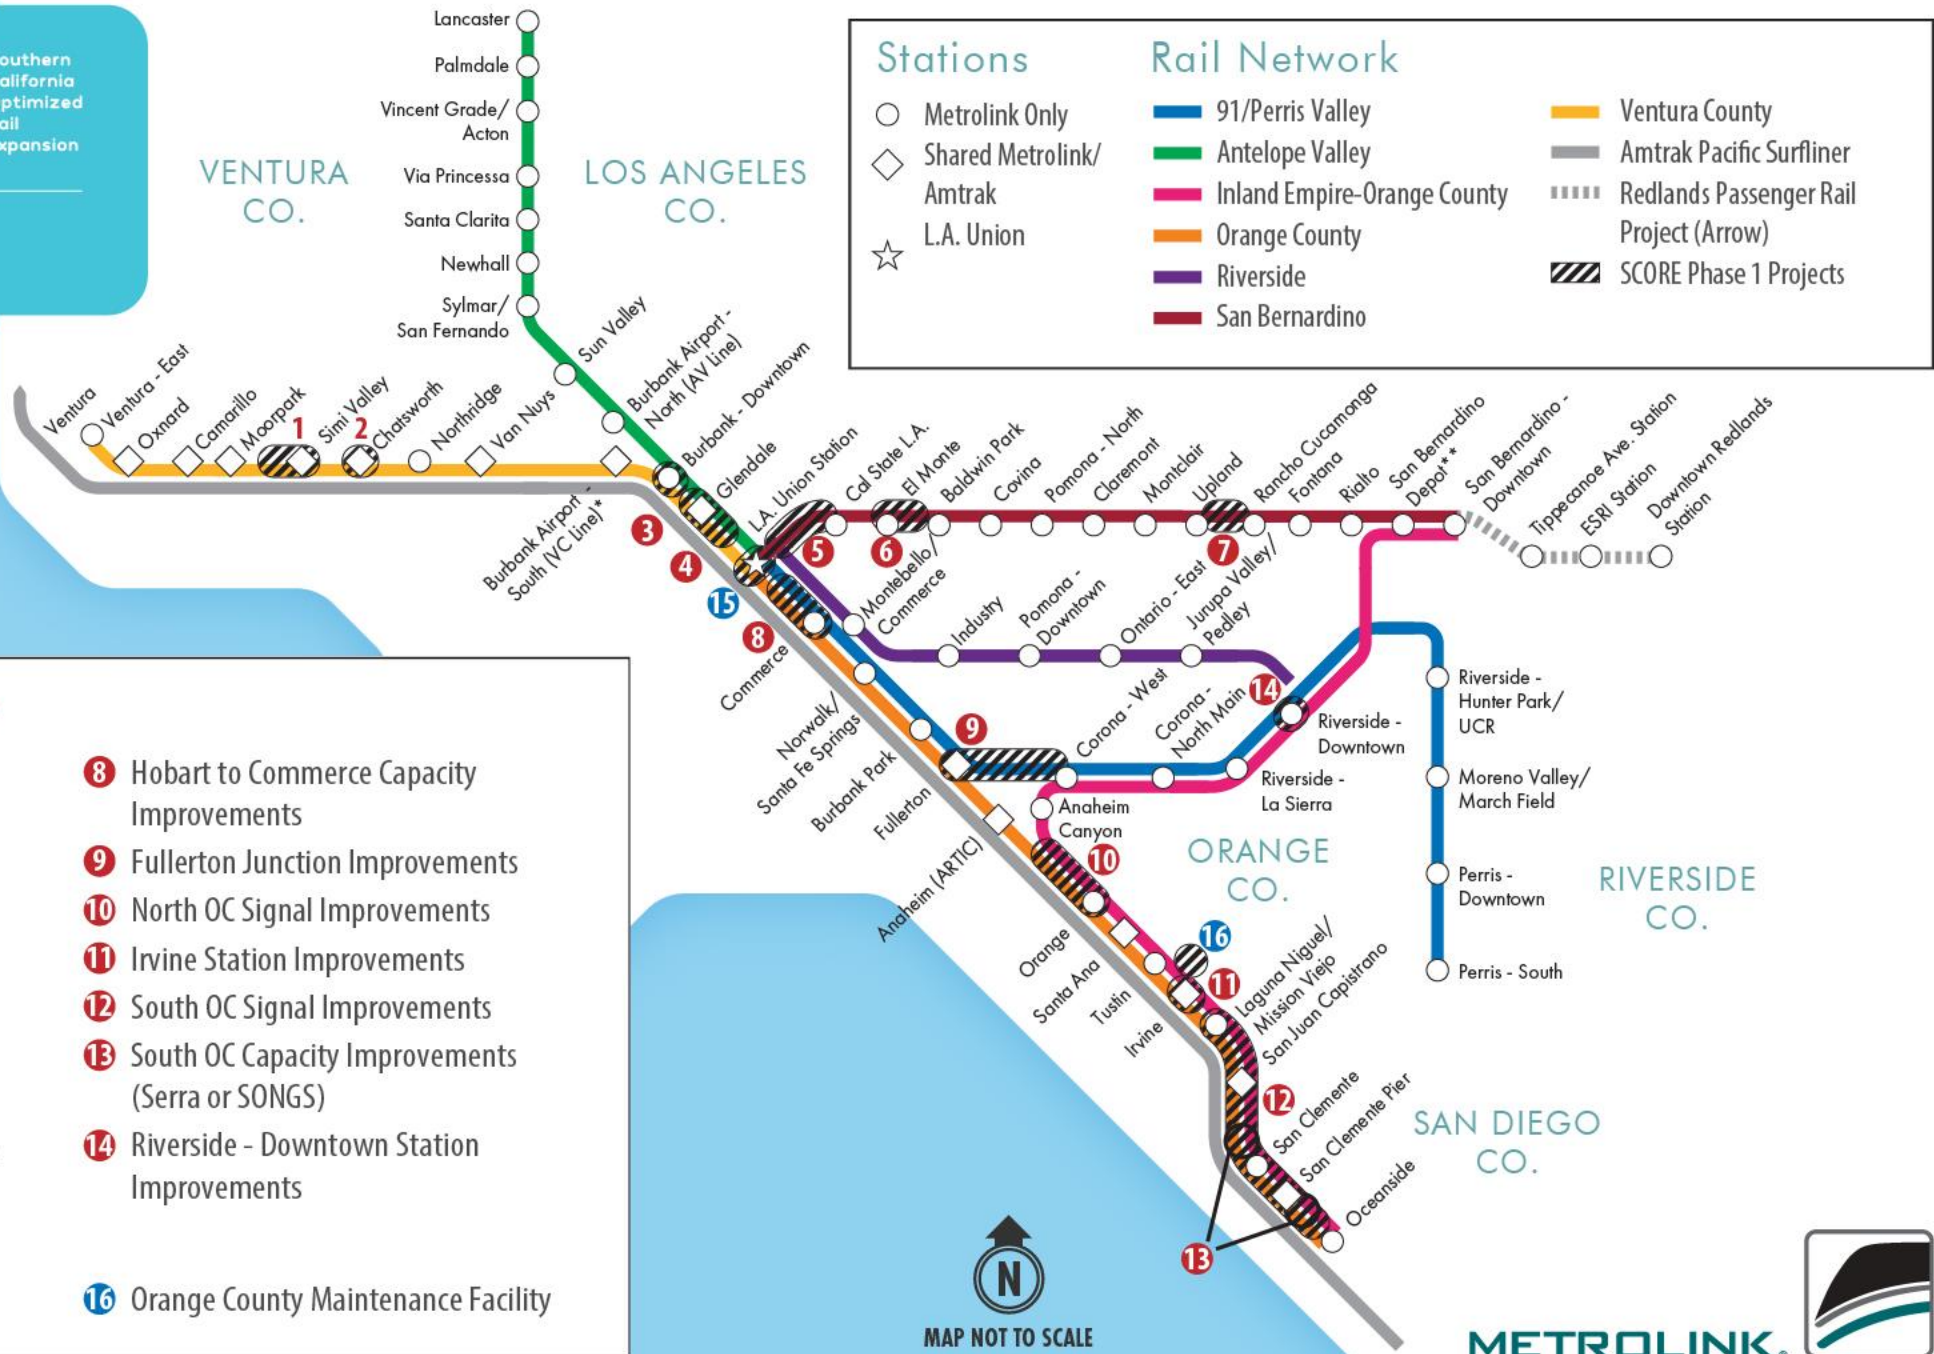 outhern
alifornia
ptimized
ail
xpansion
VENTURA
CO.
LOS ANGELES
CO.
Lancaster
Palmdale
Vincent Grade/
Acton
Via Princessa
Santa Clarita
Newhall
Sylmar/
San Fernando
Sun Valley
Burbank Airport -
North (AV Line)
Burbank - Downtown
Glendale
L.A. Union Station
Stations
Metrolink Only
Shared Metrolink/
Amtrak
L.A. Union
Rail Network
91/Perris Valley
Antelope Valley
Inland Empire-Orange County
Orange County
Riverside
San Bernardino
Ventura County
Amtrak Pacific Surfliner
Redlands Passenger Rail
Project (Arrow)
SCORE Phase 1 Projects
Ventura
Ventura - East
Oxnard
Camarillo
Moorpark
1
Simi Valley
2
Chatsworth
Northridge
Van Nuys
Burbank Airport -
South (VC Line)*
3
4
15
8
5
6
7
Cal State L.A.
El Monte
Baldwin Park
Covina
Pomona - North
Claremont
Montclair
Upland
Rancho Cucamonga
Fontana
Rialto
San Bernardino
Depot**
San Bernardino -
Downtown
Tippecanoe Ave. Station
ESRI Station
Downtown Redlands
Station
Montebello/
Commerce
Industry
Pomona -
Downtown
Ontario - East
Jurupa Valley/
Pedley
14
Riverside -
Downtown
Commerce
Norwalk/
Santa Fe Springs
Burbank Park
Fullerton
9
Corona - West
Corona -
North Main
Riverside -
La Sierra
Riverside -
Hunter Park/
UCR
Moreno Valley/
March Field
Perris -
Downtown
Perris - South
Anaheim
Canyon
Anaheim (ARTIC)
10
ORANGE
CO.
RIVERSIDE
CO.
Orange
Santa Ana
Tustin
Irvine
16
11
Laguna Niguel/
Mission Viejo
San Juan Capistrano
12
San Clemente
San Clemente Pier
Oceanside
13
SAN DIEGO
CO.
8 Hobart to Commerce Capacity
Improvements
9 Fullerton Junction Improvements
10 North OC Signal Improvements
11 Irvine Station Improvements
12 South OC Signal Improvements
13 South OC Capacity Improvements
(Serra or SONGS)
14 Riverside - Downtown Station
Improvements
16 Orange County Maintenance Facility
N
MAP NOT TO SCALE
METROLINK.